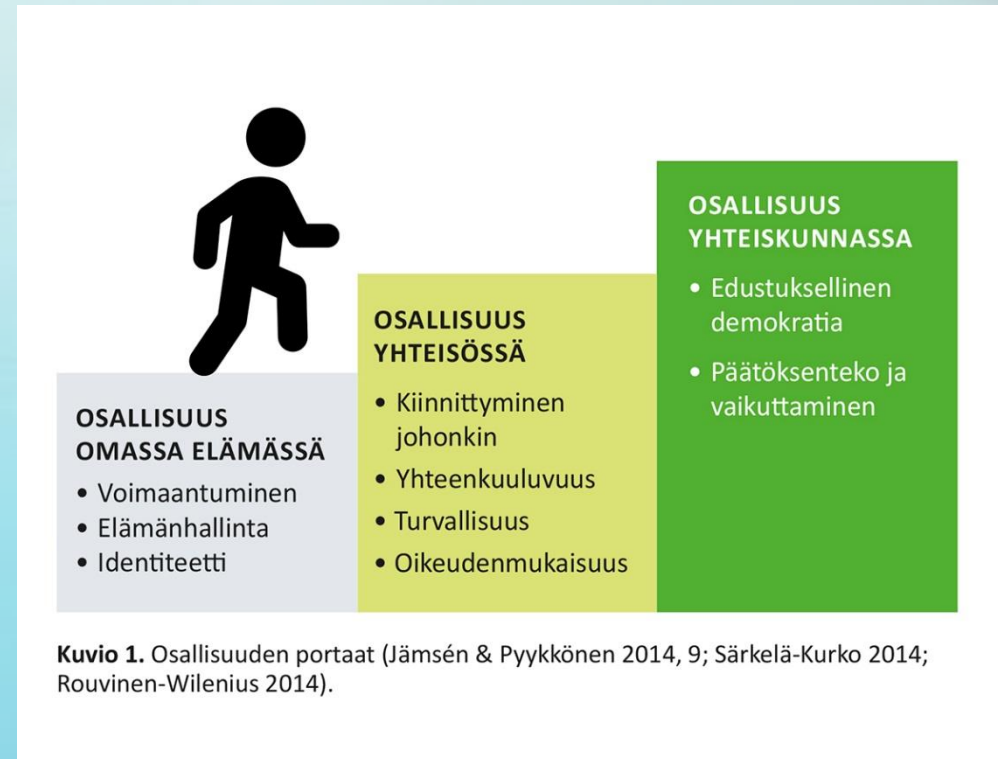 OSALLISUUS
OMASSA ELÄMÄSSÄ
• Voimaantuminen
• Elämänhallinta
• Identiteetti
OSALLISUUS
YHTEISÖSSÄ
• Kiinnittyminen
johonkin
• Yhteenkuuluvuus
• Turvallisuus
• Oikeudenmukaisuus
OSALLISUUS
YHTEISKUNNASSA
• Edustuksellinen
demokratia
• Päätöksenteko ja
vaikuttaminen
Kuvio 1. Osallisuuden portaat (Jämsén & Pyykkönen 2014, 9; Särkelä-Kurko 2014;
Rouvinen-Wilenius 2014).